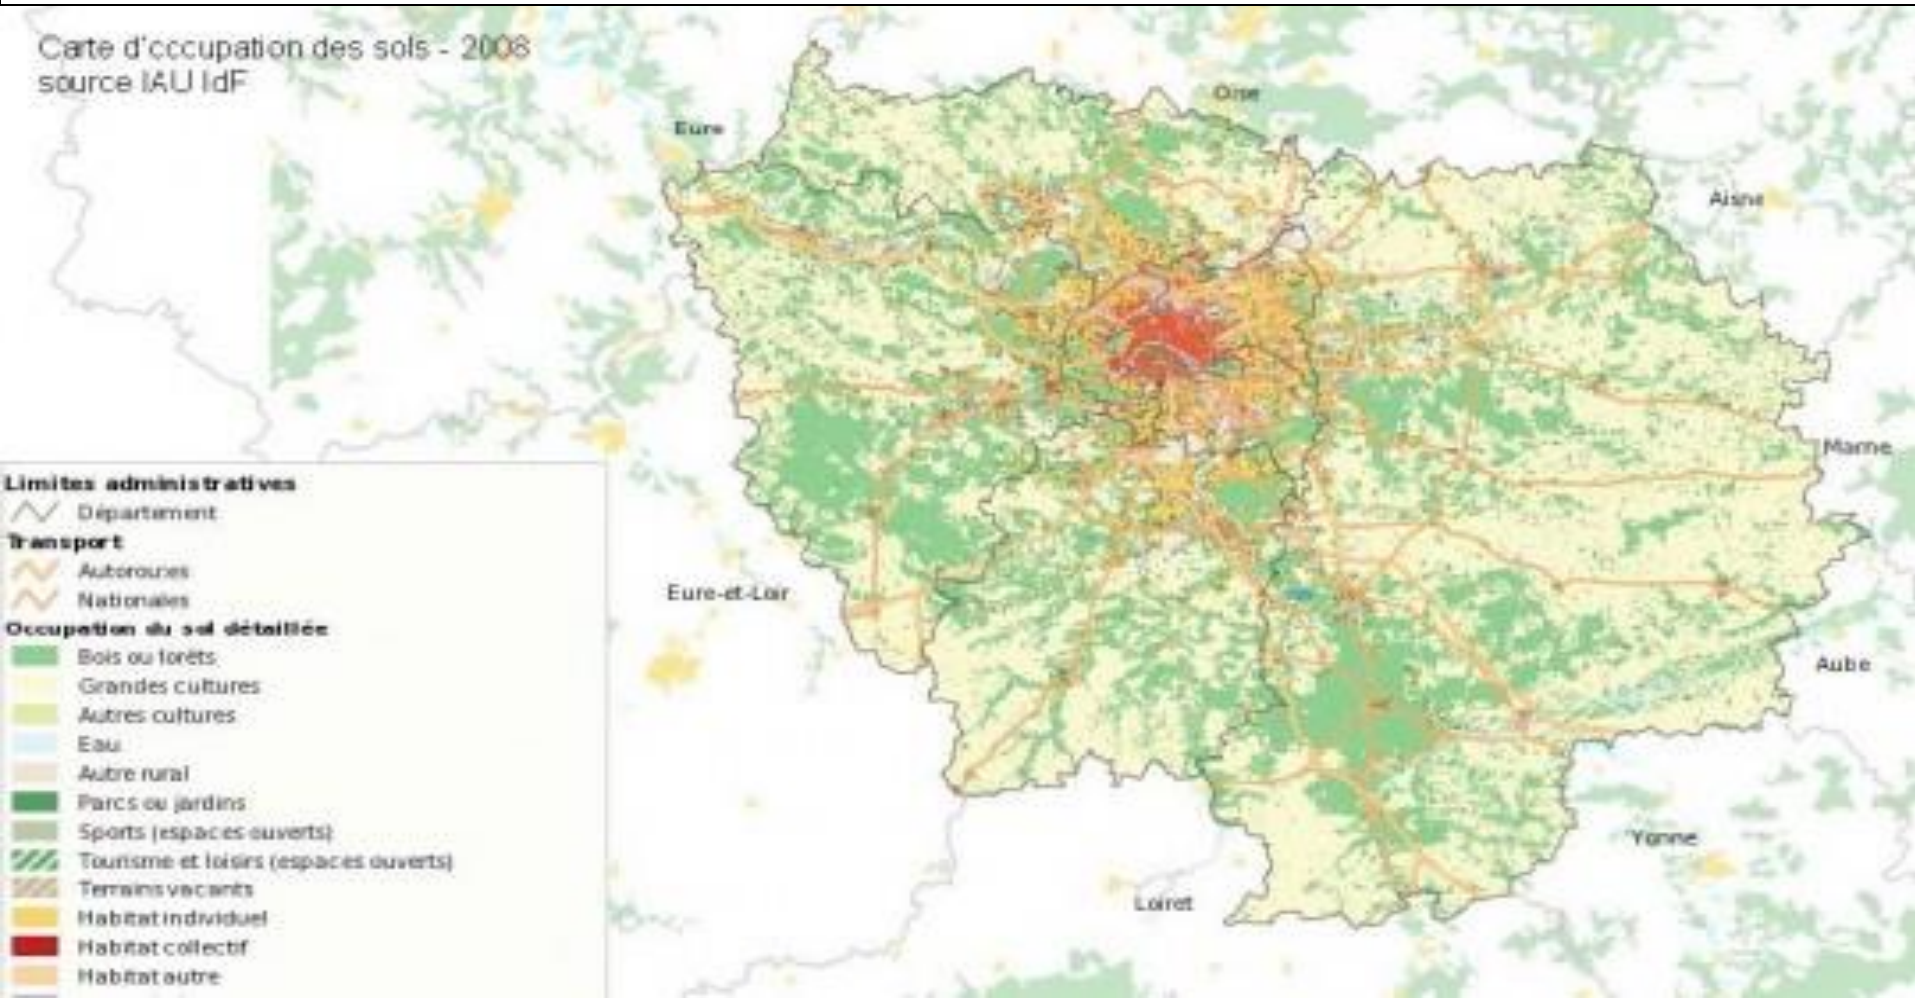 Carte d'cccupation des sols - 2008
source IAU IdF
Oise
Eure
Aisne
Marne
Eure-et-Loir
Aube
Yonne
Loiret
Limites administratives
Département
Transport
Autoroutes
Nationales
Occupation du sol détaillée
Bois ou forêts
Grandes cultures
Autres cultures
Eau
Autre rural
Parcs ou jardins
Sports (espaces ouverts)
Tourisme et loisirs (espaces ouverts)
Terrains vacants
Habitat individuel
Habitat collectif
Habitat autre